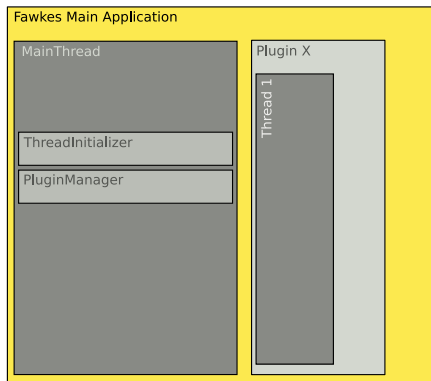 Fawkes Main Application
MainThread
ThreadInitializer
PluginManager
Plugin X
Thread 1